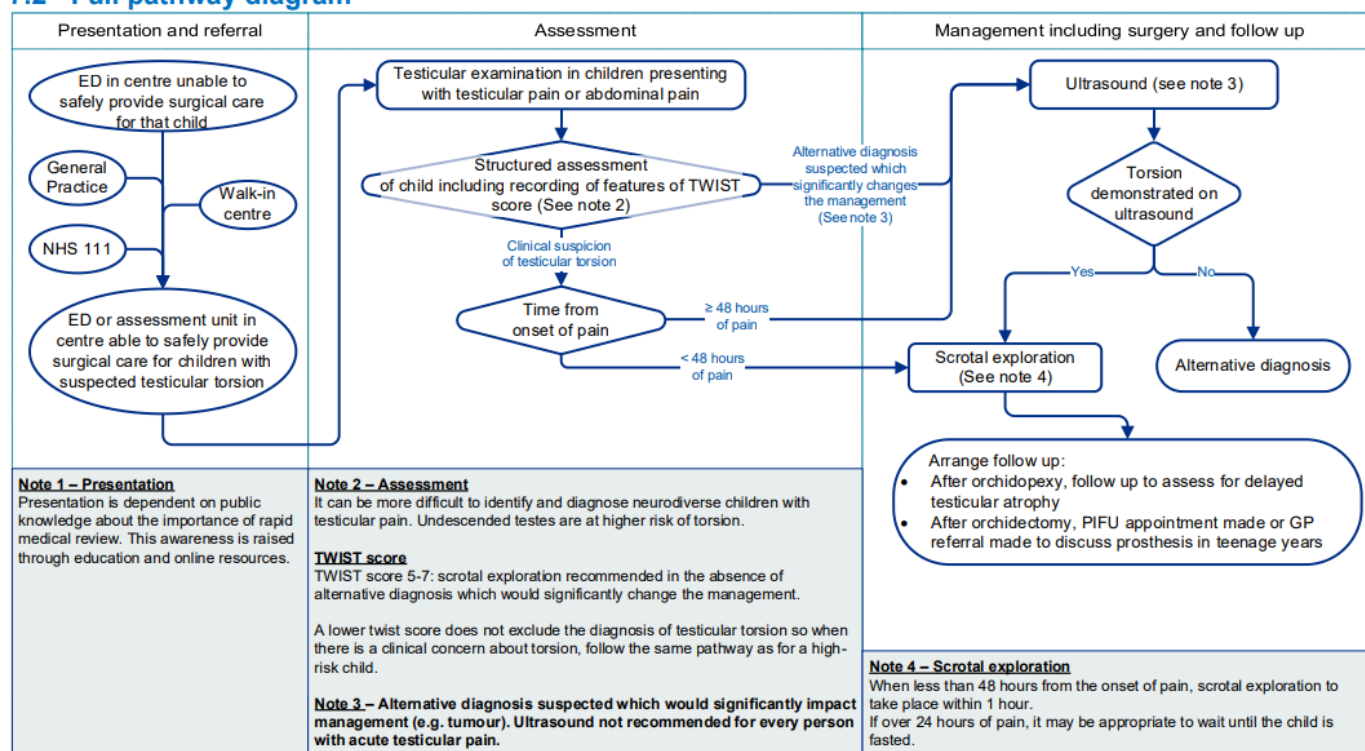 7.2 Full pathway diagram
Presentation and referral
Assessment
Management including surgery and follow up
ED in centre unable to
safely provide surgical care
for that child
General
Practice
Walk-in
centre
NHS 111
ED or assessment unit in
centre able to safely provide
surgical care for children with
suspected testicular torsion
Testicular examination in children presenting
with testicular pain or abdominal pain
Structured assessment
of child including recording of features of TWIST
score (See note 2)
Alternative diagnosis
suspected which
significantly changes
the management
(See note 3)
Clinical suspicion
of testicular torsion
Time from
onset of pain
≥ 48 hours
of pain
< 48 hours
of pain
Ultrasound (see note 3)
Torsion
demonstrated on
ultrasound
Yes
No
Scrotal exploration
(See note 4)
Alternative diagnosis
Arrange follow up:
• After orchidopexy, follow up to assess for delayed
testicular atrophy
• After orchidectomy, PIFU appointment made or GP
referral made to discuss prosthesis in teenage years
Note 1 – Presentation
Presentation is dependent on public
knowledge about the importance of rapid
medical review. This awareness is raised
through education and online resources.
Note 2 – Assessment
It can be more difficult to identify and diagnose neurodiverse children with
testicular pain. Undescended testes are at higher risk of torsion.
TWIST score
TWIST score 5-7: scrotal exploration recommended in the absence of
alternative diagnosis which would significantly change the management.
A lower twist score does not exclude the diagnosis of testicular torsion so when
there is a clinical concern about torsion, follow the same pathway as for a high-
risk child.
Note 3 – Alternative diagnosis suspected which would significantly impact
management (e.g. tumour). Ultrasound not recommended for every person
with acute testicular pain.
Note 4 – Scrotal exploration
When less than 48 hours from the onset of pain, scrotal exploration to
take place within 1 hour.
If over 24 hours of pain, it may be appropriate to wait until the child is
fasted.